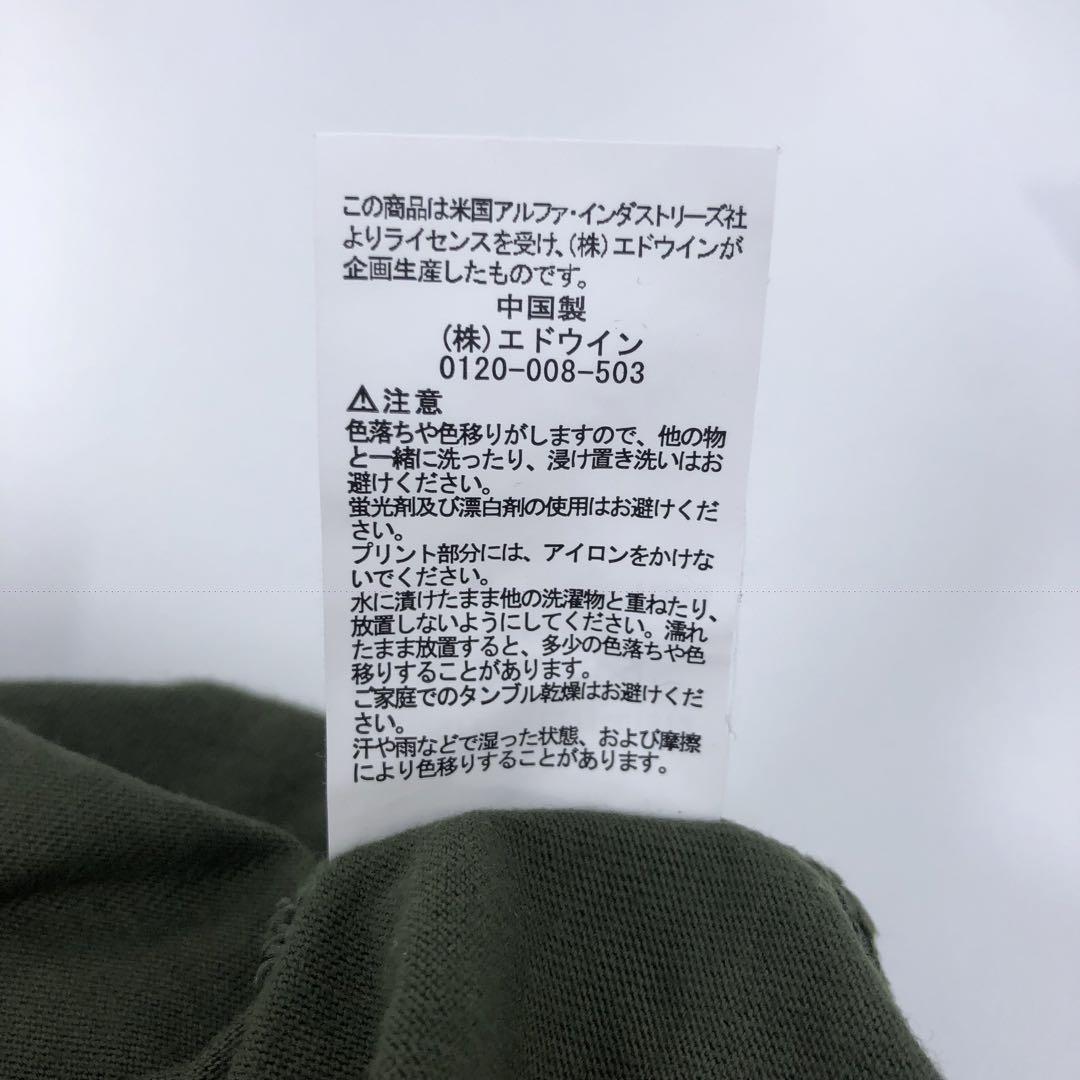 この商品は米国アルファ・インダストリーズ社
よりライセンスを受け、(株)エドウインが
企画生産したものです。
中国製
(株)エドウイン
0120-008-503
⚠注意
色落ちや色移りがしますので、他の物
と一緒に洗ったり、浸け置き洗いはお
避けください。
蛍光剤及び漂白剤の使用はお避けくだ
さい。
プリント部分には、アイロンをかけな
いでください。
水に漬けたまま他の洗濯物と重ねたり、
放置しないようにしてください。濡れ
たまま放置すると、多少の色落ちや色
移りすることがあります。
ご家庭でのタンブル乾燥はお避けくだ
さい。
汗や雨などで湿った状態、および摩擦
により色移りすることがあります。